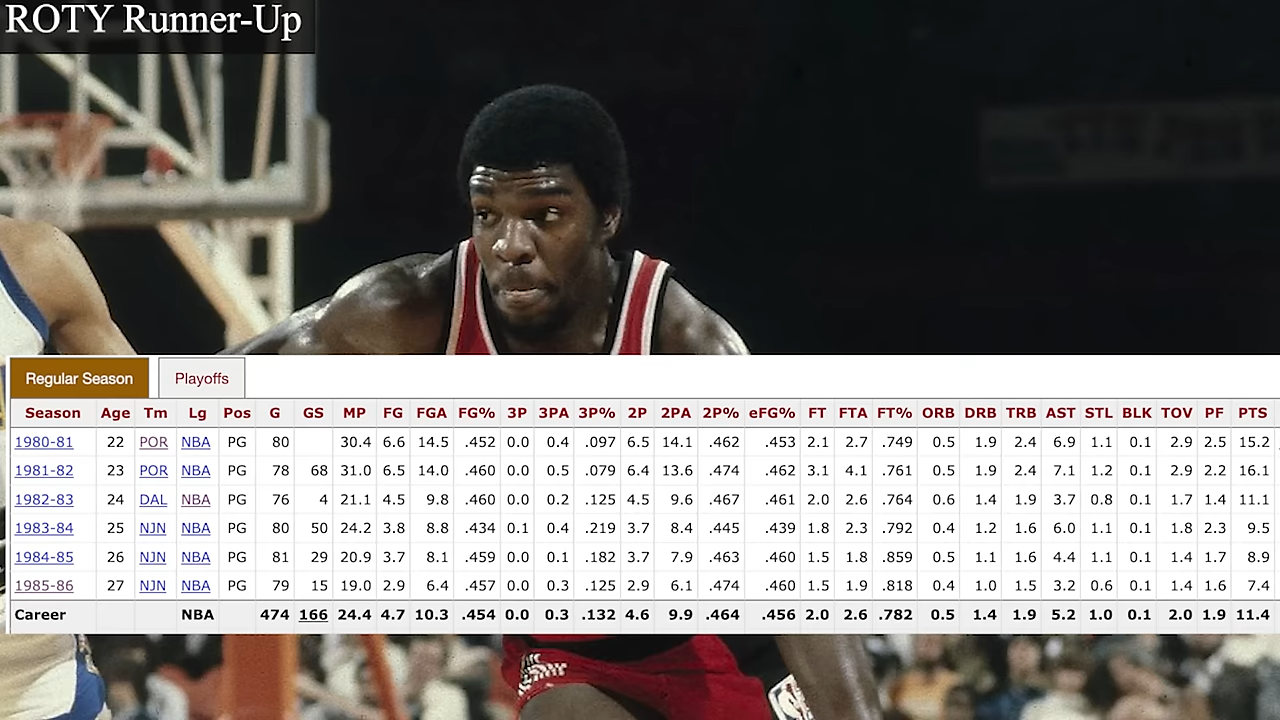 ROTY Runner-Up
Regular Season Playoffs
Season Age Tm Lg Pos G GS MP FG FGA FG% 3P 3PA 3P% 2P 2PA 2P% eFG% FT FTA FT% ORB DRB TRB AST STL BLK TOV PF PTS
1980-81 22 POR NBA PG 80 30.4 6.6 14.5 .452 0.0 0.4 .097 6.5 14.1 .462 .453 2.1 2.7 .749 0.5 1.9 2.4 6.9 1.1 0.1 2.9 2.5 15.2
1981-82 23 POR NBA PG 78 68 31.0 6.5 14.0 .460 0.0 0.5 .079 6.4 13.6 .474 .462 3.1 4.1 .761 0.5 1.9 2.4 7.1 1.2 0.1 2.9 2.2 16.1
1982-83 24 DAL NBA PG 76 4 21.1 4.5 9.8 .460 0.0 0.2 .125 4.5 9.6 .467 .461 2.0 2.6 .764 0.6 1.4 1.9 3.7 0.8 0.1 1.7 1.4 11.1
1983-84 25 NJN NBA PG 80 50 24.2 3.8 8.8 .434 0.1 0.4 .219 3.7 8.4 .445 .439 1.8 2.3 .792 0.4 1.2 1.6 6.0 1.1 0.1 1.8 2.3 9.5
1984-85 26 NJN NBA PG 81 29 20.9 3.7 8.1 .459 0.0 0.1 .182 3.7 7.9 .463 .460 1.5 1.8 .859 0.5 1.1 1.6 4.4 1.1 0.1 1.4 1.7 8.9
1985-86 27 NJN NBA PG 79 15 19.0 2.9 6.4 .457 0.0 0.3 .125 2.9 6.1 .474 .460 1.5 1.9 .818 0.4 1.0 1.5 3.2 0.6 0.1 1.4 1.6 7.4
Career NBA 474 166 24.4 4.7 10.3 .454 0.0 0.3 .132 4.6 9.9 .464 .456 2.0 2.6 .782 0.5 1.4 1.9 5.2 1.0 0.1 2.0 1.9 11.4